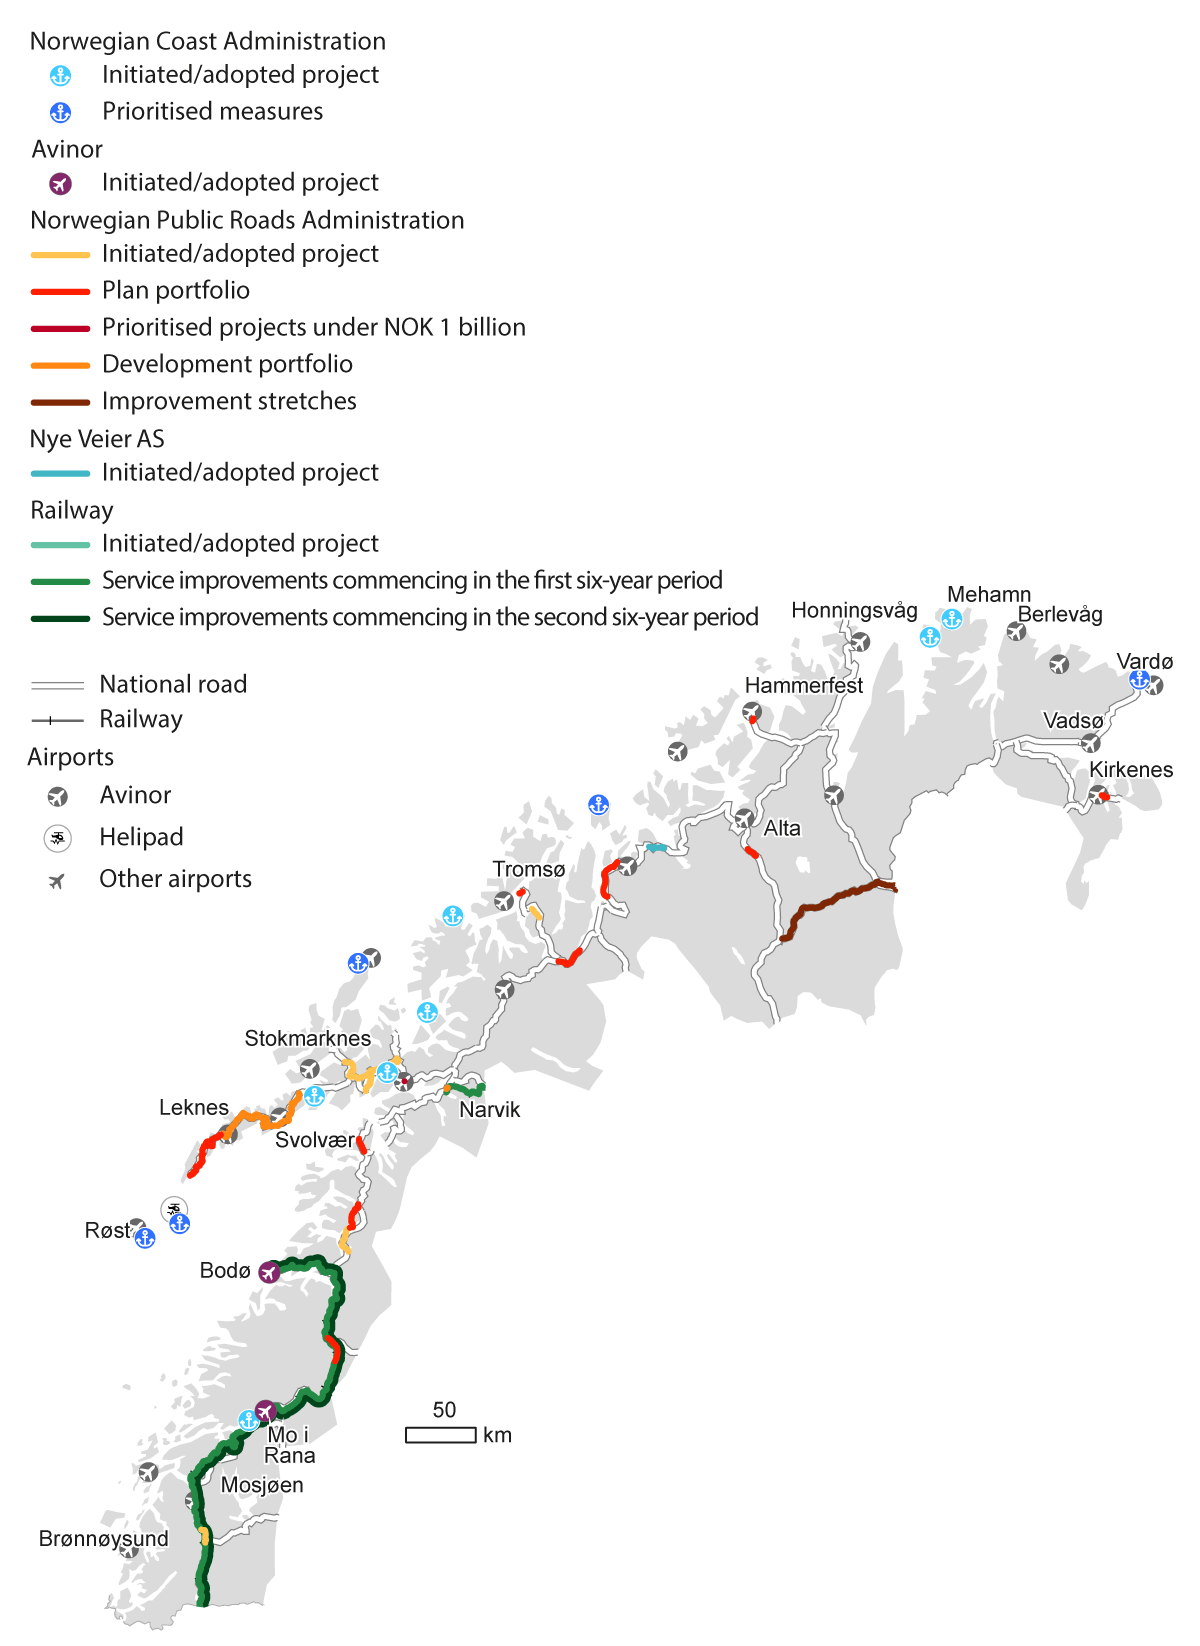 Norwegian Coast Administration
Initiated/adopted project
Prioritised measures
Avinor
Initiated/adopted project
Norwegian Public Roads Administration
Initiated/adopted project
Plan portfolio
Prioritised projects under NOK 1 billion
Development portfolio
Improvement stretches
Nye Veier AS
Initiated/adopted project
Railway
Initiated/adopted project
Service improvements commencing in the first six-year period
Service improvements commencing in the second six-year period
National road
Railway
Airports
Avinor
Helipad
Other airports
Mehamn
Honningsvåg
Berlevåg
Vardø
Hammerfest
Vadsø
Kirkenes
Alta
Tromsø
Stokmarknes
Leknes
Narvik
Svolvær
Røst
Bodø
50
km
Mo i
Rana
Mosjøen
Brønnøysund